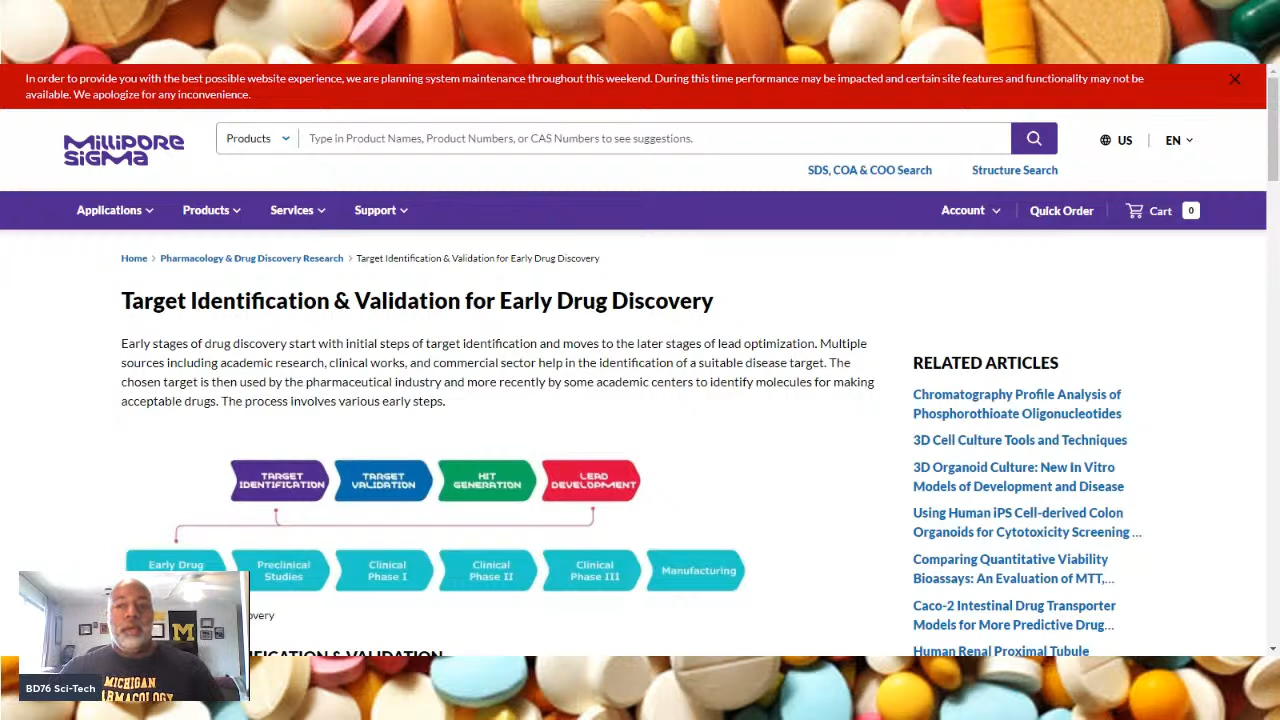 In order to provide you with the best possible website experience, we are planning system maintenance throughout this weekend. During this time performance may be impacted and certain site features and functionality may not be
available. We apologize for any inconvenience.
MILLIPORE
SIGMA
Products
Type in Product Names, Product Numbers, or CAS Numbers to see suggestions.
US
EN
SDS, COA & COO Search
Structure Search
Applications
Products
Services
Support
Account
Quick Order
Cart
0
Home > Pharmacology & Drug Discovery Research > Target Identification & Validation for Early Drug Discovery
Target Identification & Validation for Early Drug Discovery
Early stages of drug discovery start with initial steps of target identification and moves to the later stages of lead optimization. Multiple
sources including academic research, clinical works, and commercial sector help in the identification of a suitable disease target. The
chosen target is then used by the pharmaceutical industry and more recently by some academic centers to identify molecules for making
acceptable drugs. The process involves various early steps.
TARGET
IDENTIFICATION
TARGET
VALIDATION
HIT
GENERATION
LEAD
DEVELOPMENT
Early Drug
Preclinical
Studies
Clinical
Phase I
Clinical
Phase II
Clinical
Phase III
Manufacturing
RELATED ARTICLES
Chromatography Profile Analysis of
Phosphorothioate Oligonucleotides
3D Cell Culture Tools and Techniques
3D Organoid Culture: New In Vitro
Models of Development and Disease
Using Human iPS Cell-derived Colon
Organoids for Cytotoxicity Screening ...
Comparing Quantitative Viability
Bioassays: An Evaluation of MTT,...
Caco-2 Intestinal Drug Transporter
Models for More Predictive Drug...
Human Renal Proximal Tubule
M
MICHIGAN
BD76 Sci-Tech